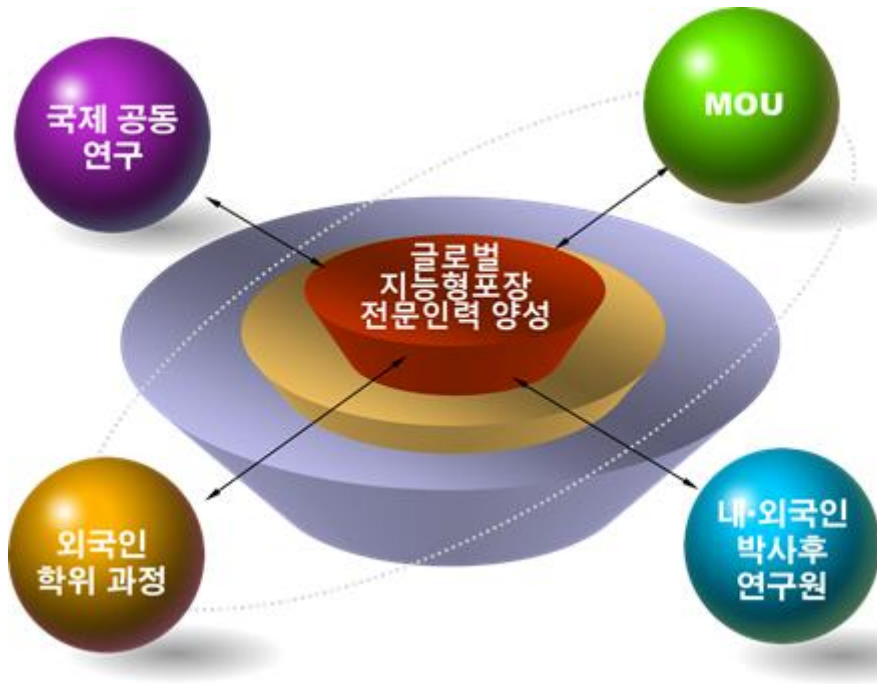 국제 공동
연구
MOU
글로벌
지능형포장
전문인력 양성
외국인
학위 과정
내·외국인
박사후
연구원